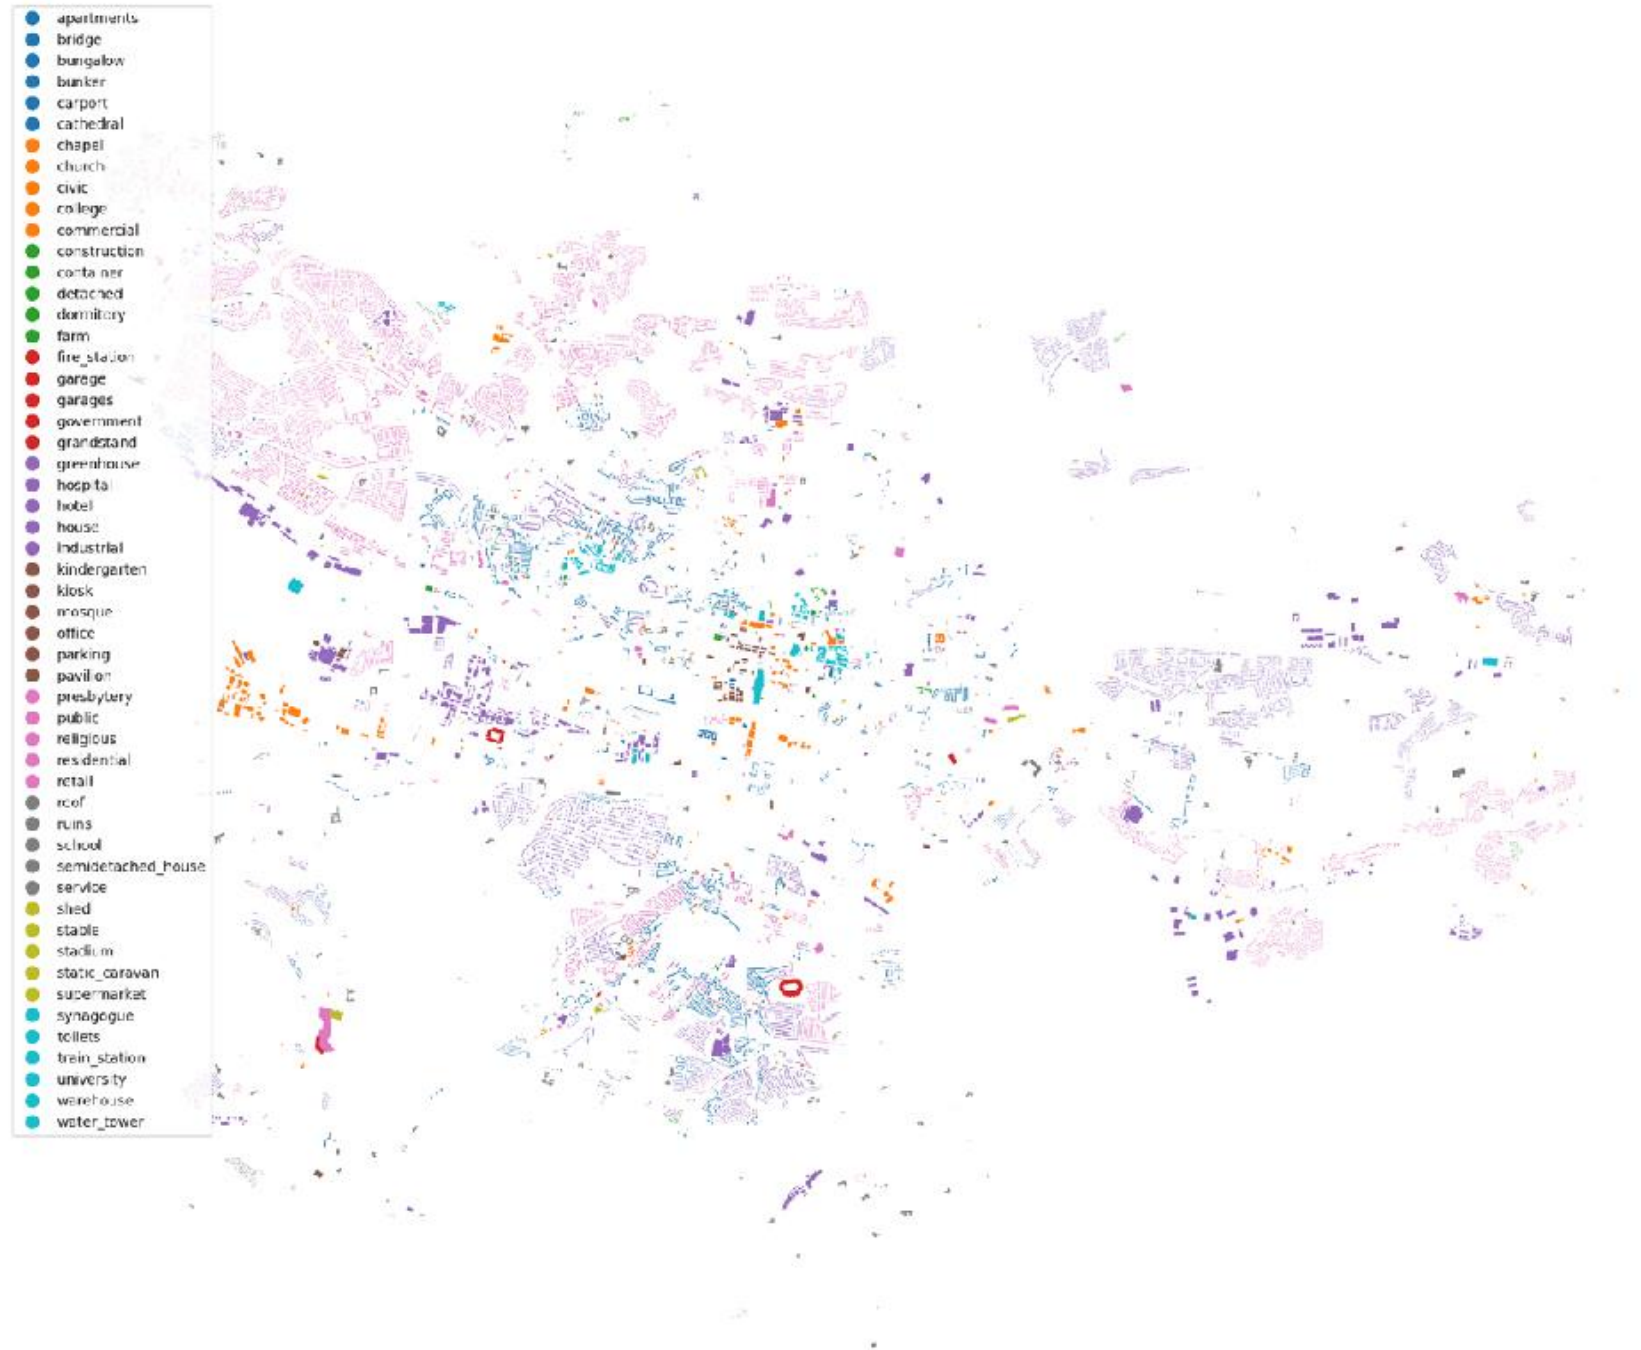 apartments
bridge
bungalow
bunker
carport
cathedral
chapel
church
civic
college
commercial
construction
container
detached
dormitory
farm
fire_station
garage
garages
government
grandstand
greenhouse
hospital
hotel
house
industrial
kindergarten
kiosk
mosque
office
parking
pavilion
presbytery
public
religious
residential
retail
roof
ruins
school
semidetached_house
service
shed
stable
stadium
static_caravan
supermarket
synagogue
toilets
train_station
university
warehouse
water_tower